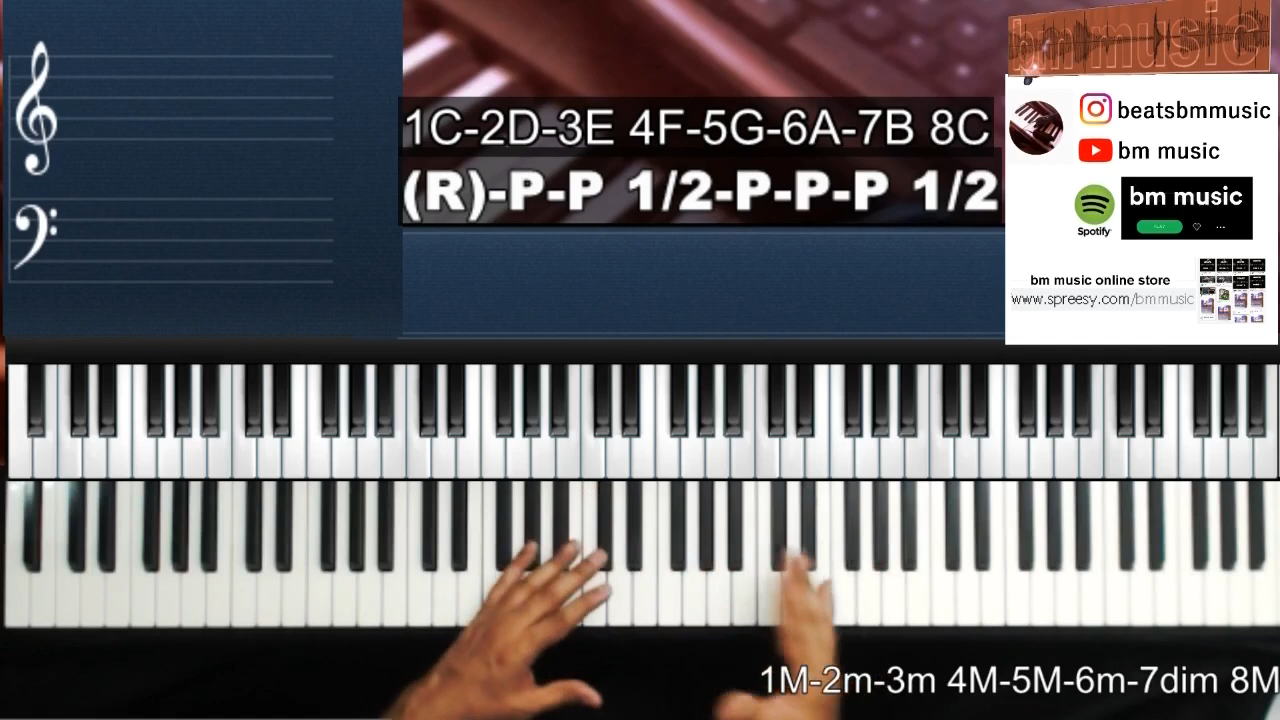 bm music
1C-2D-3E 4F-5G-6A-7B 8C
(R)-P-P 1/2-P-P-P 1/2
beatsbmmusic
bm music
Spotify
bm music
PLAY
bm music online store
www.spreesy.com/bmmusic
1M-2m-3m 4M-5M-6m-7dim 8M